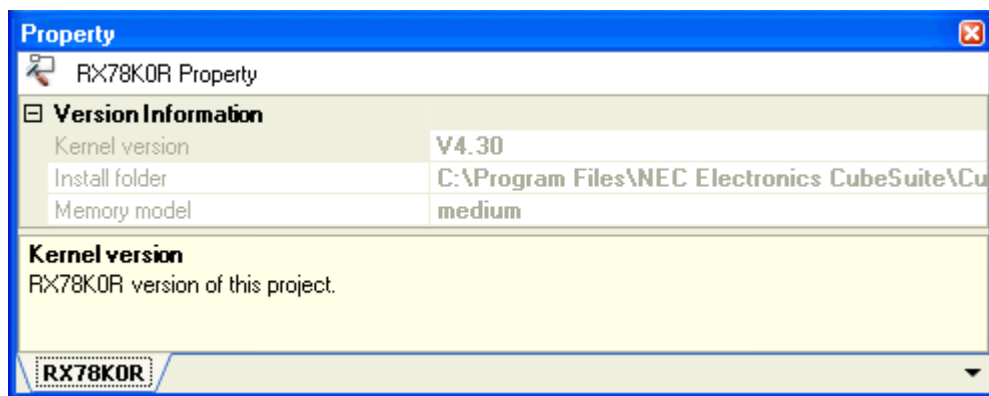 Property
RX78K0R Property
Version Information
Kernel version V4.30
Install folder C:\Program Files\NEC Electronics CubeSuite\Cu
Memory model medium
Kernel version
RX78K0R version of this project.
RX78K0R